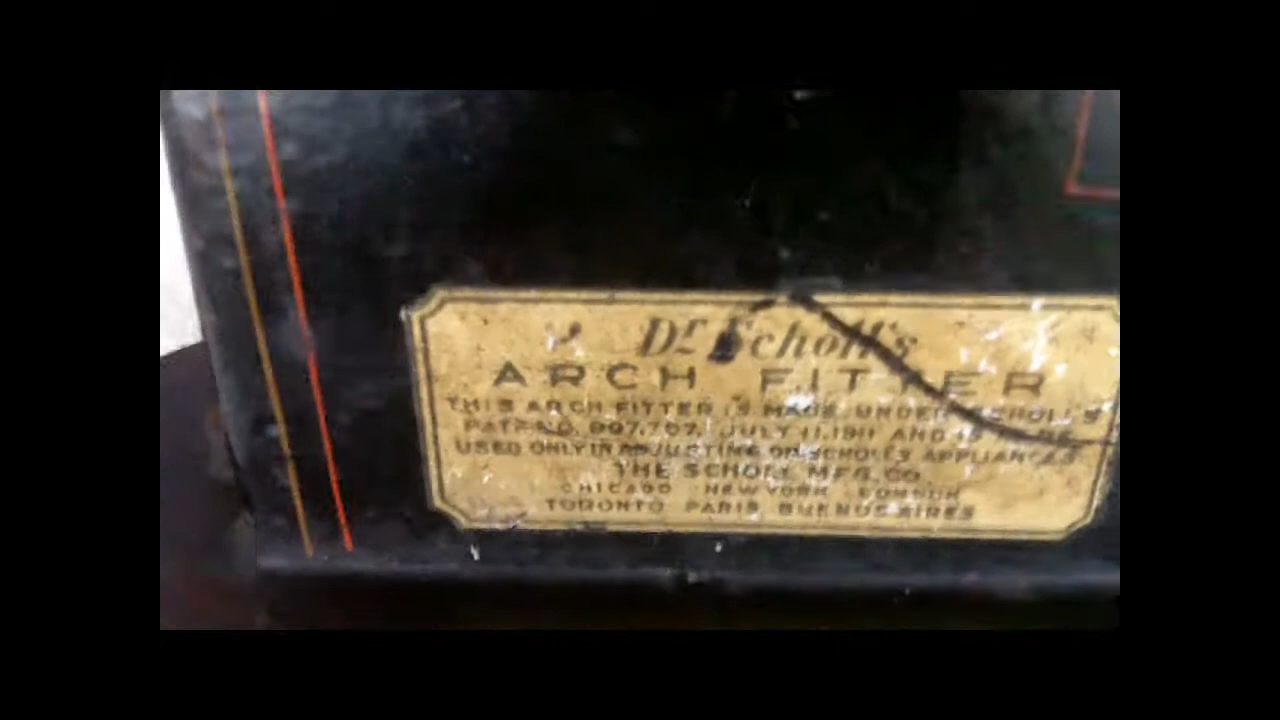 Dr Scholl's
ARCH FITTER
THIS ARCH FITTER IS MADE UNDER SCHOLL'S
PAT. NO. 997,757, JULY 11, 1911 AND IS TO BE
USED ONLY IN ADJUSTING DR SCHOLL'S APPLIANCES
THE SCHOLL MFG. CO.
CHICAGO NEW YORK LONDON
TORONTO PARIS BUENOS AIRES